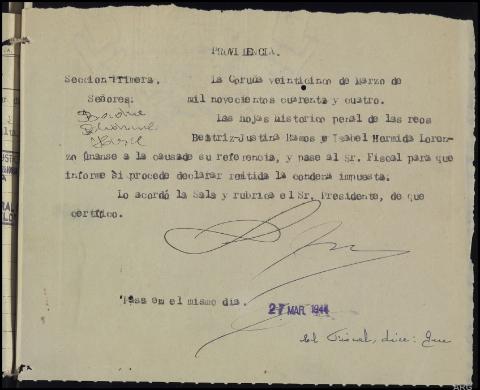 PROVIDENCIA.
Seccion Primera.    La Coruña veinticinco de Marzo de
Señores:    mil novecientos cuarenta y cuatro.
Las hojas historico penal de las reos
Beatriz-Justina Ramos e Isabel Hermida Loren-
zo únanse a la causade su referencia, y pase al Sr. Fiscal para que
informe si procede declarar remitida la condena impuesta.
Lo acordó la Sala y rubrica el Sr. Presidente, de que
certifico.
Pasa en el mismo dia.    27 MAR. 1944
El Fiscal, dice: Que